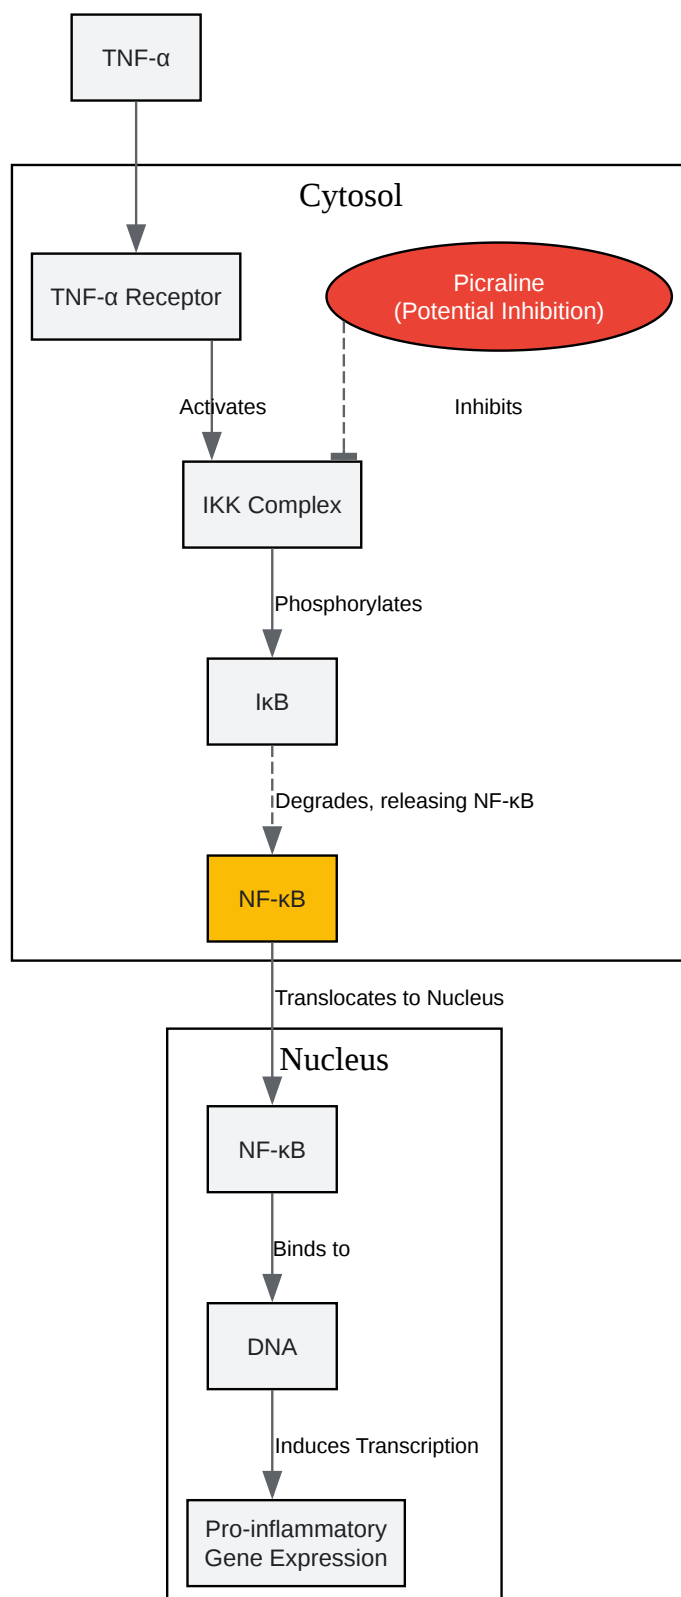 TNF-α
Cytosol
TNF-α Receptor
Picraline
(Potential Inhibition)
Activates
Inhibits
IKK Complex
Phosphorylates
IκB
Degrades, releasing NF-κB
NF-κB
Translocates to Nucleus
Nucleus
NF-κB
Binds to
DNA
Induces Transcription
Pro-inflammatory
Gene Expression